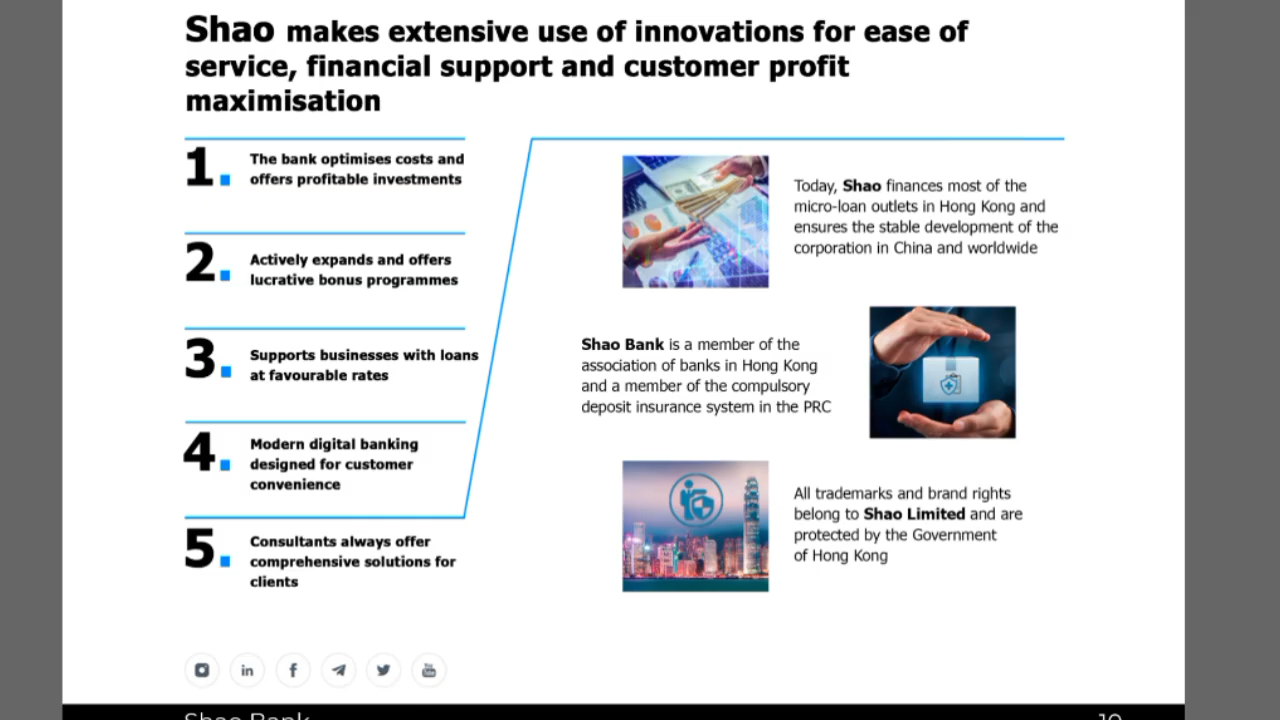 Shao makes extensive use of innovations for ease of
service, financial support and customer profit
maximisation
1. The bank optimises costs and
offers profitable investments
2. Actively expands and offers
lucrative bonus programmes
3. Supports businesses with loans
at favourable rates
4. Modern digital banking
designed for customer
convenience
5. Consultants always offer
comprehensive solutions for
clients
Today, Shao finances most of the
micro-loan outlets in Hong Kong and
ensures the stable development of the
corporation in China and worldwide
Shao Bank is a member of the
association of banks in Hong Kong
and a member of the compulsory
deposit insurance system in the PRC
All trademarks and brand rights
belong to Shao Limited and are
protected by the Government
of Hong Kong
Shao Bank